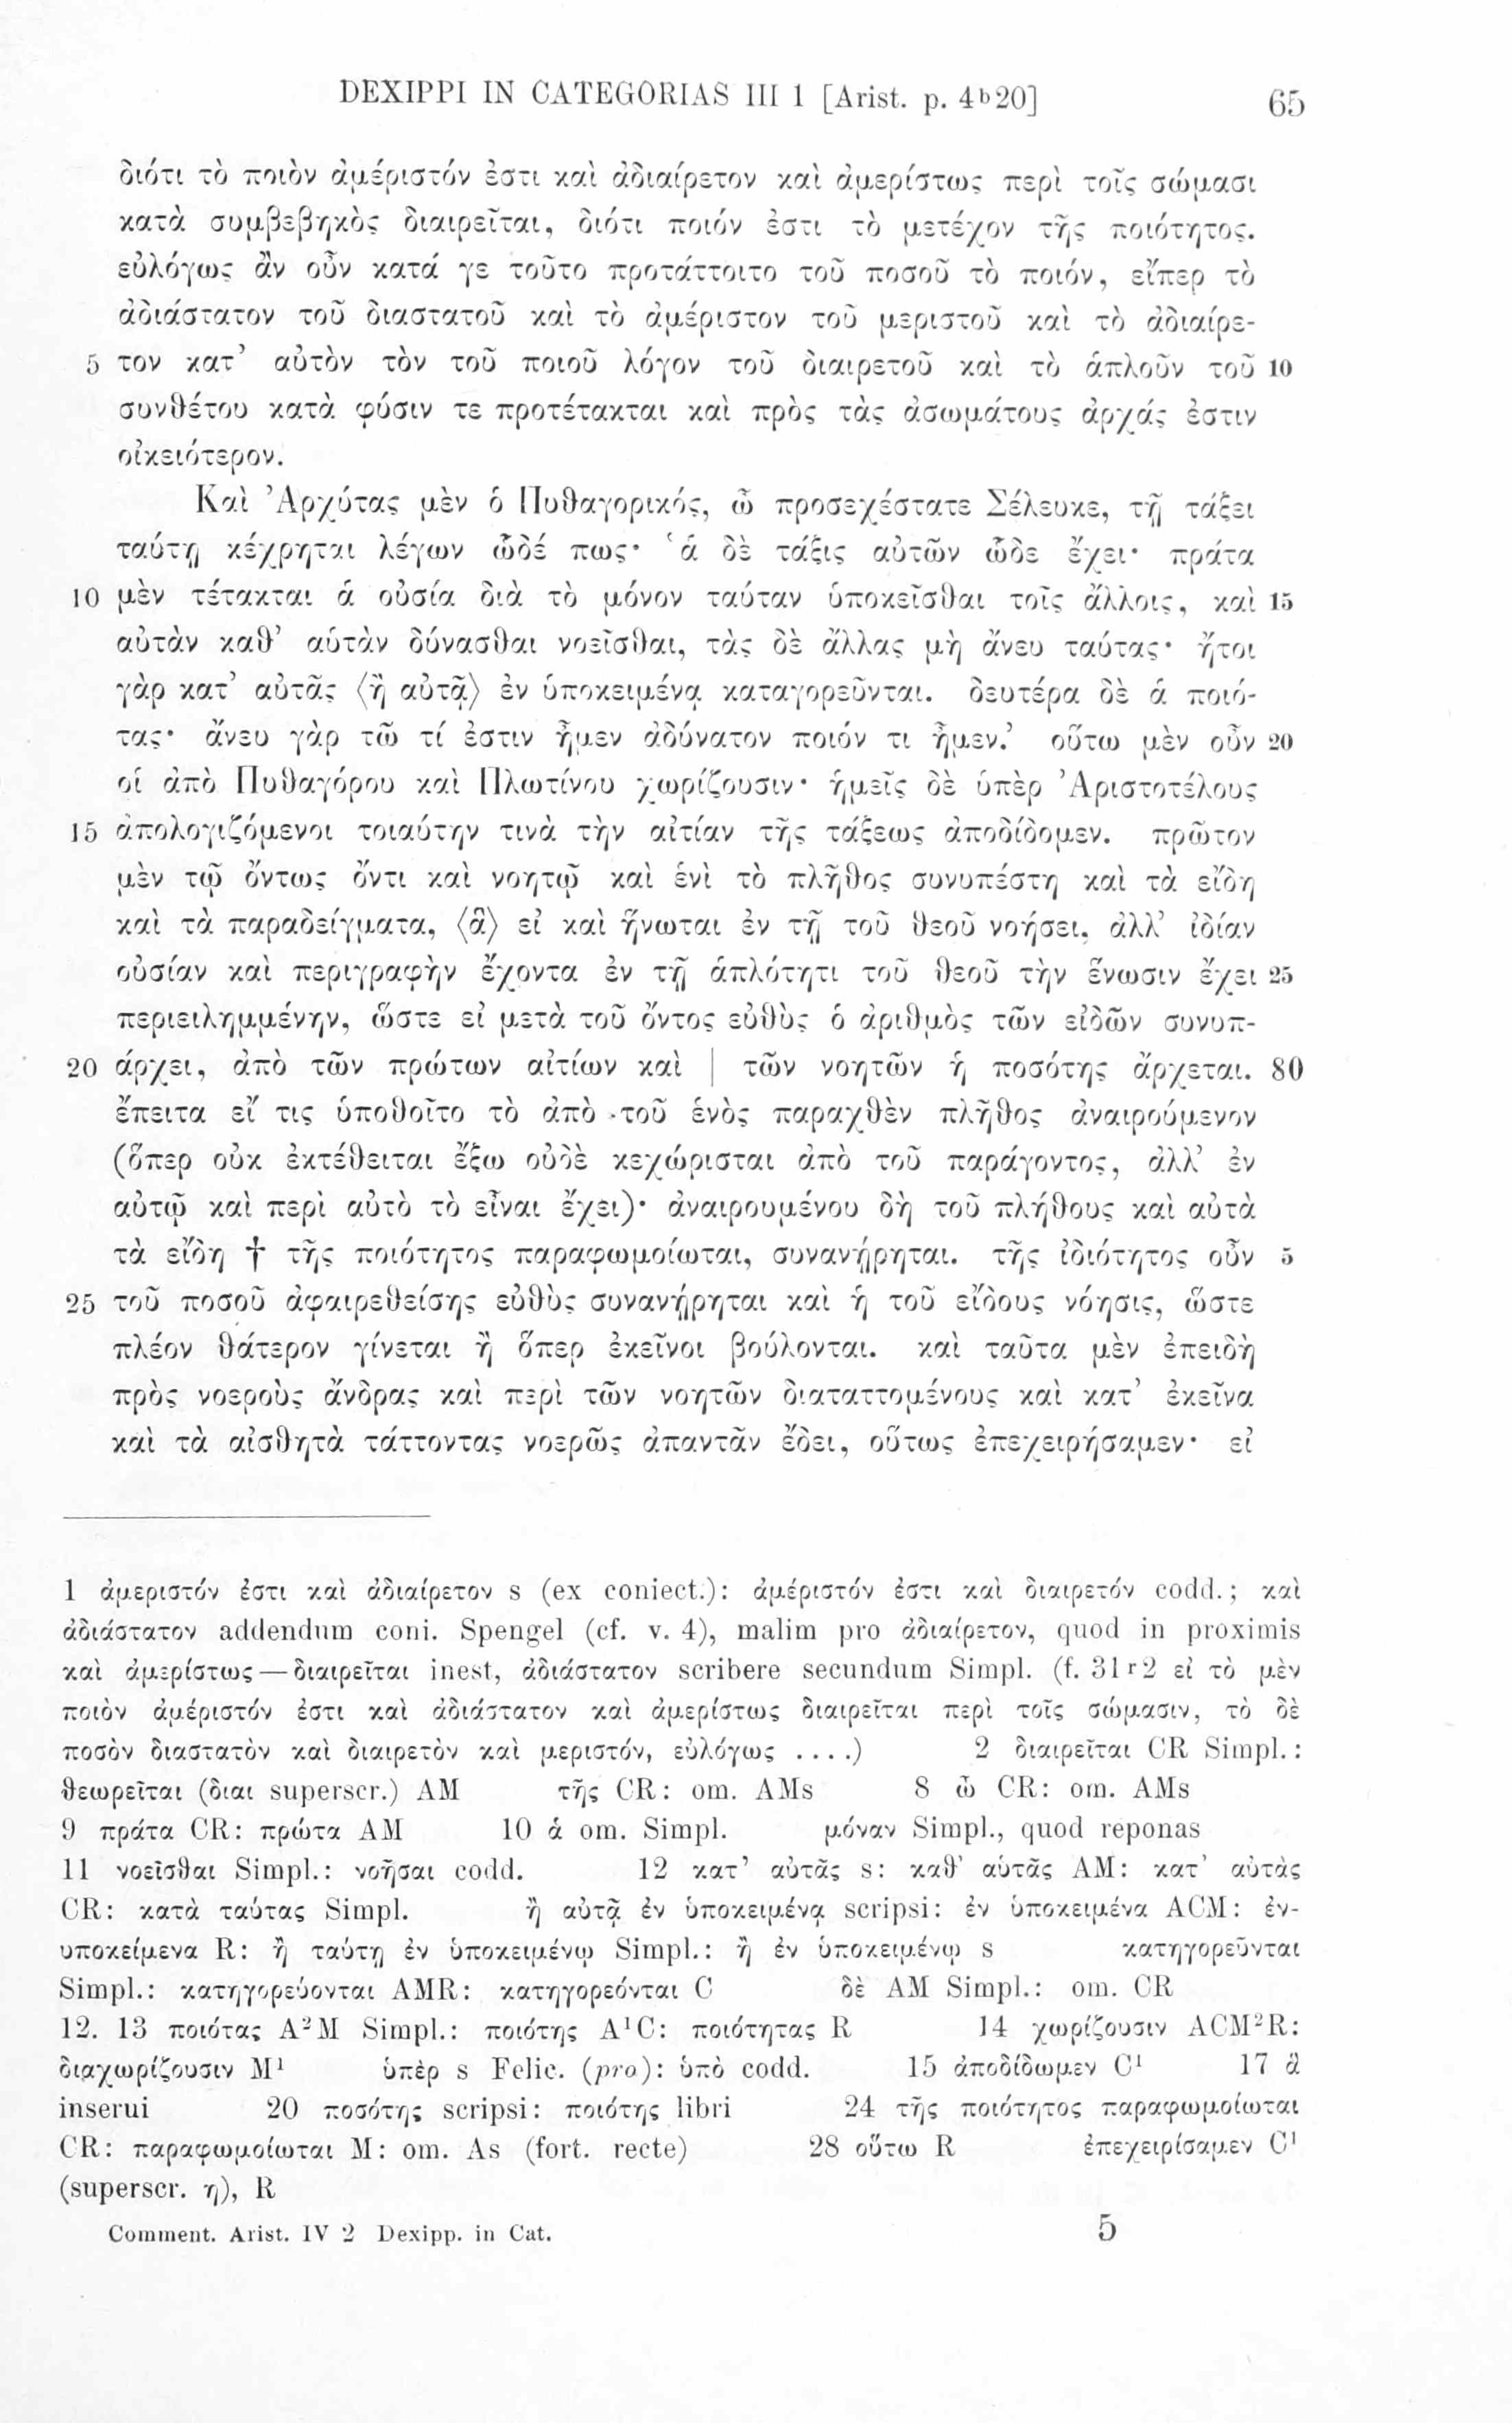 DEXIPPI IN CATEGORIAS III 1 [Arist. p. 4ᵇ20] 65
διότι τὸ ποιὸν ἀμέριστόν ἐστι καὶ ἀδιαίρετον καὶ ἀμερίστως περὶ τοῖς σώμασι
κατὰ συμβεβηκὸς διαιρεῖται, διότι ποιόν ἐστι τὸ μετέχον τῆς ποιότητος.
εὐλόγως ἂν οὖν κατά γε τοῦτο προτάττοιτο τοῦ ποσοῦ τὸ ποιόν, εἴπερ τὸ
ἀδιάστατον τοῦ διαστατοῦ καὶ τὸ ἀμέριστον τοῦ μεριστοῦ καὶ τὸ ἀδιαίρε-
5 τον κατ’ αὐτὸν τὸν τοῦ ποιοῦ λόγον τοῦ διαιρετοῦ καὶ τὸ ἁπλοῦν τοῦ 10
συνθέτου κατὰ φύσιν τε προτέτακται καὶ πρὸς τὰς ἀσωμάτους ἀρχάς ἐστιν
οἰκειότερον.
Καὶ Ἀρχύτας μὲν ὁ Πυθαγορικός, ὦ προσεχέστατε Σέλευκε, τῇ τάξει
ταύτῃ κέχρηται λέγων ὧδέ πως· ‘ἁ δὲ τάξις αὐτῶν ὧδε ἔχει· πράτα
10 μὲν τέτακται ἁ οὐσία διὰ τὸ μόνον ταύταν ὑποκεῖσθαι τοῖς ἄλλοις, καὶ 15
αὐτὰν καθ’ αὑτὰν δύνασθαι νοεῖσθαι, τὰς δὲ ἄλλας μὴ ἄνευ ταύτας· ἤτοι
γὰρ κατ’ αὐτᾶς ⟨ἢ αὐτᾷ⟩ ἐν ὑποκειμένᾳ καταγορεῦνται. δευτέρα δὲ ἁ ποιό-
τας· ἄνευ γὰρ τῶ τί ἐστιν ἦμεν ἀδύνατον ποιόν τι ἦμεν.’ οὕτω μὲν οὖν 20
οἱ ἀπὸ Πυθαγόρου καὶ Πλωτίνου χωρίζουσιν· ἡμεῖς δὲ ὑπὲρ Ἀριστοτέλους
15 ἀπολογιζόμενοι τοιαύτην τινὰ τὴν αἰτίαν τῆς τάξεως ἀποδίδομεν. πρῶτον
μὲν τῷ ὄντως ὄντι καὶ νοητῷ καὶ ἑνὶ τὸ πλῆθος συνυπέστη καὶ τὰ εἴδη
καὶ τὰ παραδείγματα, ⟨ἃ⟩ εἰ καὶ ἥνωται ἐν τῇ τοῦ θεοῦ νοήσει, ἀλλ’ ἰδίαν
οὐσίαν καὶ περιγραφὴν ἔχοντα ἐν τῇ ἁπλότητι τοῦ θεοῦ τὴν ἕνωσιν ἔχει 25
περιειλημμένην, ὥστε εἰ μετὰ τοῦ ὄντος εὐθὺς ὁ ἀριθμὸς τῶν εἰδῶν συνυπ-
20 άρχει, ἀπὸ τῶν πρώτων αἰτίων καὶ | τῶν νοητῶν ἡ ποσότης ἄρχεται. 80
ἔπειτα εἴ τις ὑποθοῖτο τὸ ἀπὸ τοῦ ἑνὸς παραχθὲν πλῆθος ἀναιρούμενον
(ὅπερ οὐκ ἐκτέθειται ἔξω οὐδὲ κεχώρισται ἀπὸ τοῦ παράγοντος, ἀλλ’ ἐν
αὐτῷ καὶ περὶ αὐτὸ τὸ εἶναι ἔχει)· ἀναιρουμένου δὴ τοῦ πλήθους καὶ αὐτὰ
τὰ εἴδη † τῆς ποιότητος παραφωμοίωται, συνανῄρηται. τῆς ἰδιότητος οὖν 5
25 τοῦ ποσοῦ ἀφαιρεθείσης εὐθὺς συνανῄρηται καὶ ἡ τοῦ εἴδους νόησις, ὥστε
πλέον θάτερον γίνεται ἢ ὅπερ ἐκεῖνοι βούλονται. καὶ ταῦτα μὲν ἐπειδὴ
πρὸς νοεροὺς ἄνδρας καὶ περὶ τῶν νοητῶν διαταττομένους καὶ κατ’ ἐκεῖνα
καὶ τὰ αἰσθητὰ τάττοντας νοερῶς ἀπαντᾶν ἔδει, οὕτως ἐπεχειρήσαμεν· εἰ
1 ἀμεριστόν ἐστι καὶ ἀδιαίρετον s (ex coniect.): ἀμέριστόν ἐστι καὶ διαιρετόν codd.; καὶ
ἀδιάστατον addendum coni. Spengel (cf. v. 4), malim pro ἀδιαίρετον, quod in proximis
καὶ ἀμερίστως — διαιρεῖται inest, ἀδιάστατον scribere secundum Simpl. (f. 31ʳ2 εἰ τὸ μὲν
ποιὸν ἀμέριστόν ἐστι καὶ ἀδιάστατον καὶ ἀμερίστως διαιρεῖται περὶ τοῖς σώμασιν, τὸ δὲ
ποσὸν διαστατὸν καὶ διαιρετὸν καὶ μεριστόν, εὐλόγως ....) 2 διαιρεῖται CR Simpl.:
θεωρεῖται (διαι superscr.) AM τῆς CR: om. AMs 8 ὦ CR: om. AMs
9 πράτα CR: πρώτα AM 10 ἁ om. Simpl. μόναν Simpl., quod reponas
11 νοεῖσθαι Simpl.: νοῆσαι codd. 12 κατ’ αὐτᾶς s: καθ’ αὑτᾶς AM: κατ’ αὐτὰς
CR: κατὰ ταύτας Simpl. ἢ αὐτᾷ ἐν ὑποκειμένᾳ scripsi: ἐν ὑποκειμένα ACM: ἐν-
υποκείμενα R: ἢ ταύτῃ ἐν ὑποκειμένῳ Simpl.: ἢ ἐν ὑποκειμένῳ s κατηγορεῦνται
Simpl.: κατηγορεύονται AMR: κατηγορεόνται C δὲ AM Simpl.: om. CR
12. 13 ποιότας A²M Simpl.: ποιότης A¹C: ποιότητας R 14 χωρίζουσιν ACM²R:
διαχωρίζουσιν M¹ ὑπὲρ s Felic. (pro): ὑπὸ codd. 15 ἀποδίδωμεν C¹ 17 ἃ
inserui 20 ποσότης scripsi: ποιότης libri 24 τῆς ποιότητος παραφωμοίωται
CR: παραφωμοίωται M: om. As (fort. recte) 28 οὕτω R ἐπεχειρίσαμεν C¹
(superscr. η), R
Comment. Arist. IV 2 Dexipp. in Cat. 5